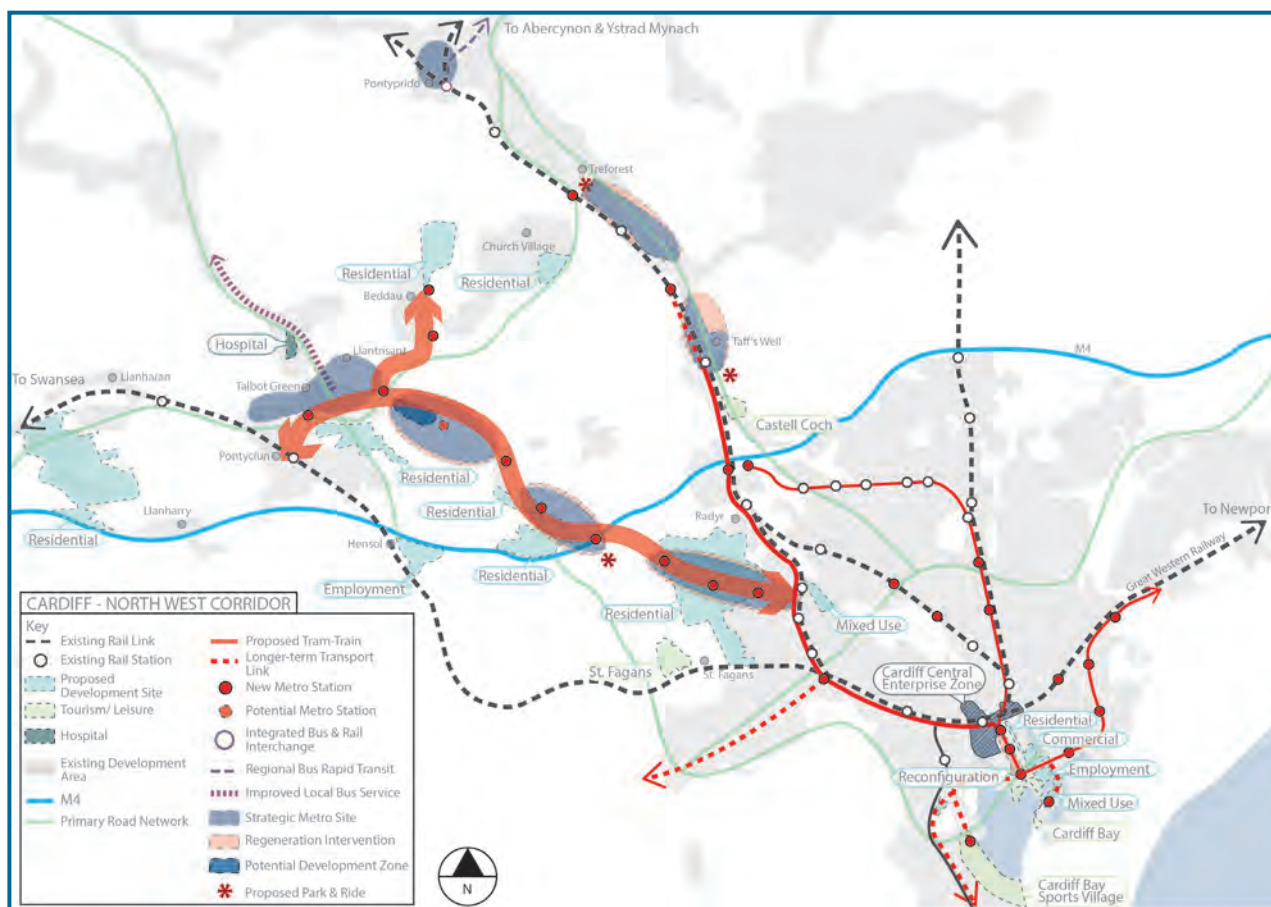 To Abercynon & Ystrad Mynach
Pontypridd
Treforest
Church Village
Residential
Residential
Beddau
Hospital
Llantrisant
Taff's Well
M4
To Swansea
Llanharan
Talbot Green
Castell Coch
Pontyclun
Residential
Residential
Radyr
To Newport
Llanharry
Residential
Hensol
Great Western Railway
Employment
Residential
Residential
Mixed Use
St. Fagans
St. Fagans
Cardiff Central
Enterprise Zone
Residential
Commercial
Reconfiguration
Employment
Mixed Use
Cardiff Bay
Cardiff Bay
Sports Village
CARDIFF - NORTH WEST CORRIDOR
Key
Existing Rail Link
Existing Rail Station
Proposed
Development Site
Tourism/ Leisure
Hospital
Existing Development
Area
M4
Primary Road Network
Proposed Tram-Train
Longer-term Transport
Link
New Metro Station
Potential Metro Station
Integrated Bus & Rail
Interchange
Regional Bus Rapid Transit
Improved Local Bus Service
Strategic Metro Site
Regeneration Intervention
Potential Development Zone
Proposed Park & Ride
N